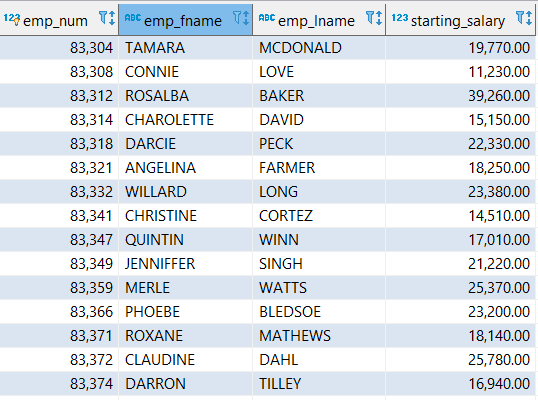 123 emp_num ABC emp_fname ABC emp_lname 123 starting_salary
83,304 TAMARA MCDONALD 19,770.00
83,308 CONNIE LOVE 11,230.00
83,312 ROSALBA BAKER 39,260.00
83,314 CHAROLETTE DAVID 15,150.00
83,318 DARCIE PECK 22,330.00
83,321 ANGELINA FARMER 18,250.00
83,332 WILLARD LONG 23,380.00
83,341 CHRISTINE CORTEZ 14,510.00
83,347 QUINTIN WINN 17,010.00
83,349 JENNIFFER SINGH 21,220.00
83,359 MERLE WATTS 25,370.00
83,366 PHOEBE BLEDSOE 23,200.00
83,371 ROXANE MATHEWS 18,140.00
83,372 CLAUDINE DAHL 25,780.00
83,374 DARRON TILLEY 16,940.00